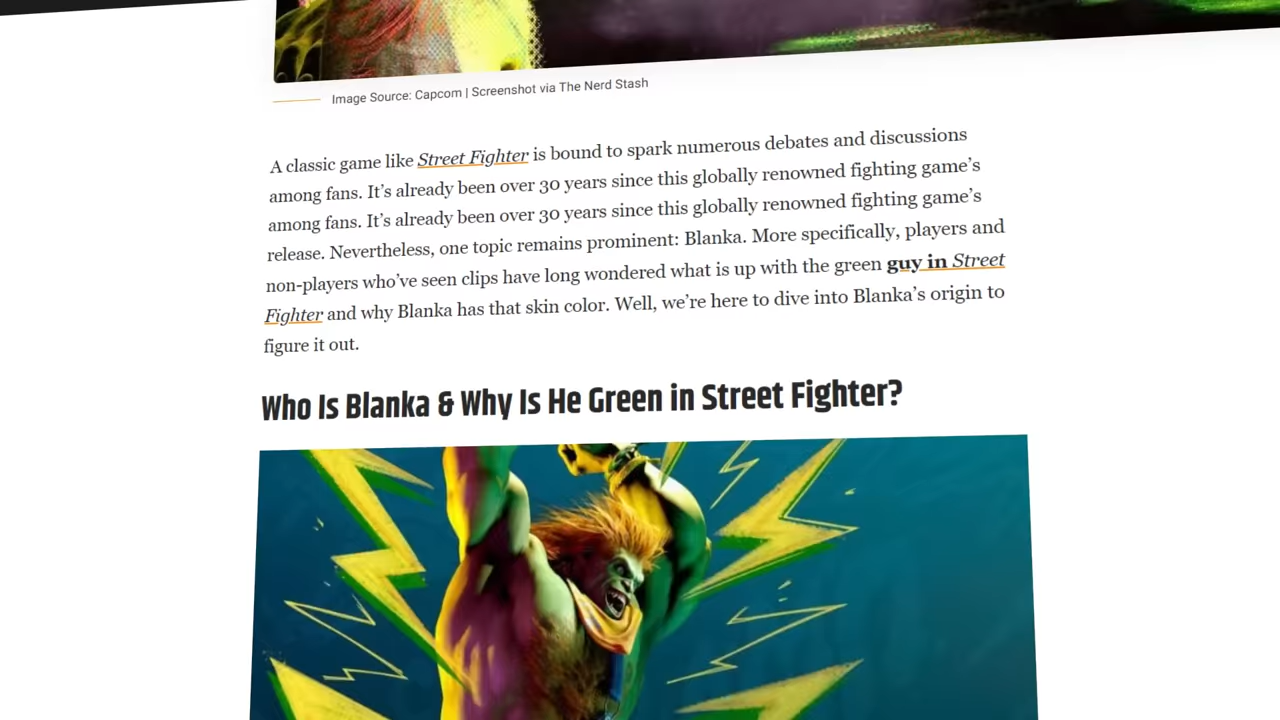 Image Source: Capcom | Screenshot via The Nerd Stash
A classic game like Street Fighter is bound to spark numerous debates and discussions
among fans. It’s already been over 30 years since this globally renowned fighting game’s
among fans. It’s already been over 30 years since this globally renowned fighting game’s
release. Nevertheless, one topic remains prominent: Blanka. More specifically, players and
non-players who’ve seen clips have long wondered what is up with the green guy in Street
Fighter and why Blanka has that skin color. Well, we’re here to dive into Blanka’s origin to
figure it out.
Who Is Blanka & Why Is He Green in Street Fighter?